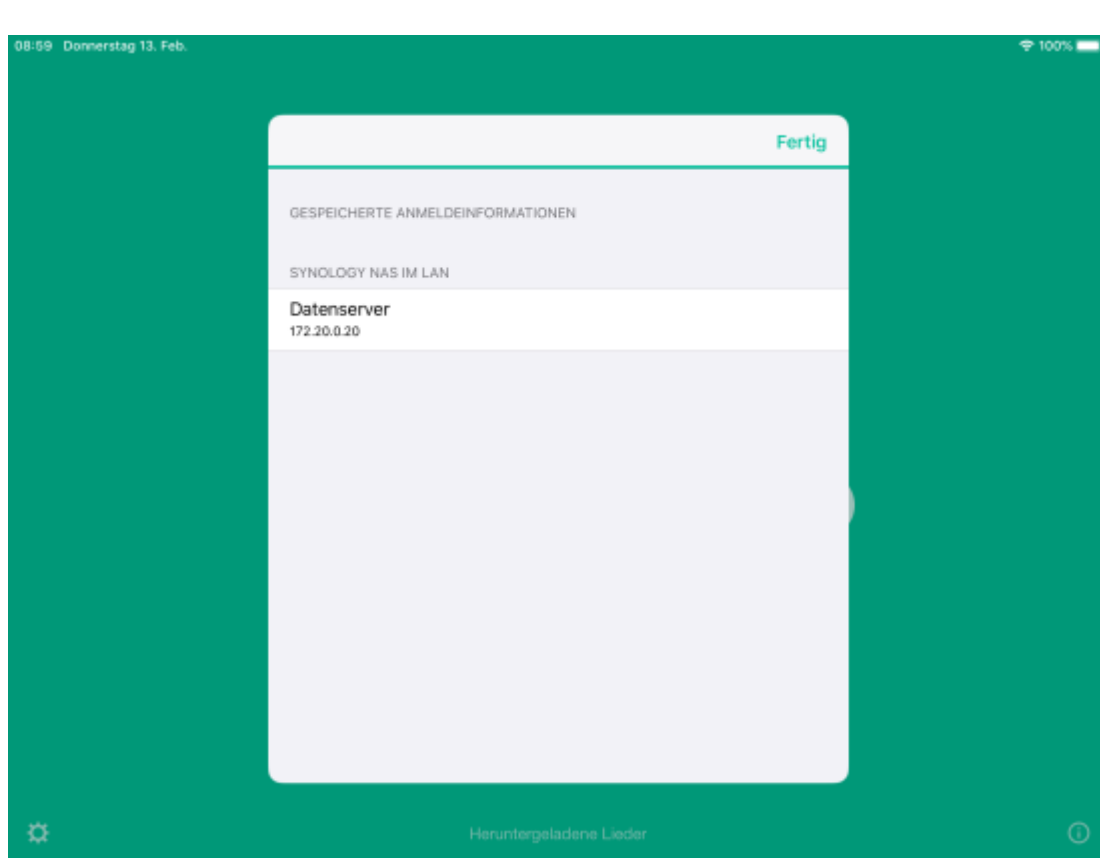 08:59 Donnerstag 13. Feb.
100%
Fertig
GESPEICHERTE ANMELDEINFORMATIONEN
SYNOLOGY NAS IM LAN
Datenserver
172.20.0.20
Heruntergeladene Lieder